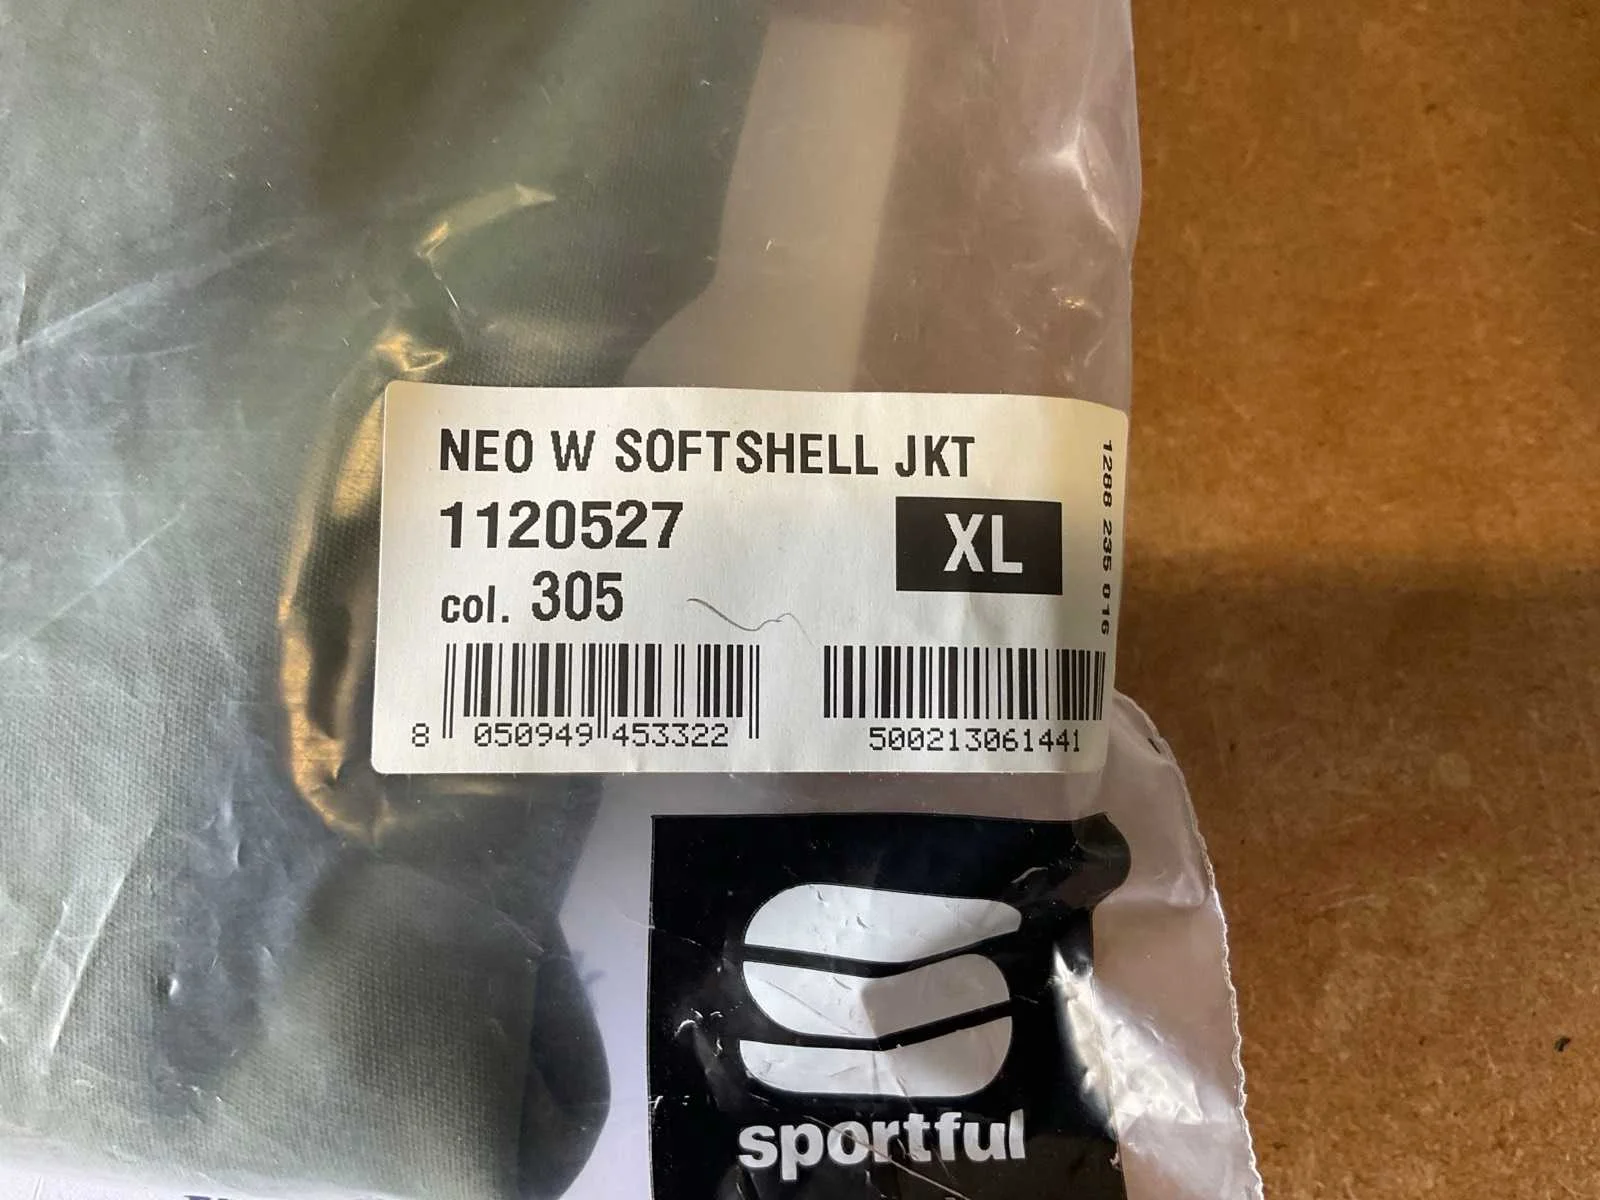 NEO W SOFTSHELL JKT
1120527
XL
col. 305
8 050949 453322
500213061441
1288 235 016
sportful